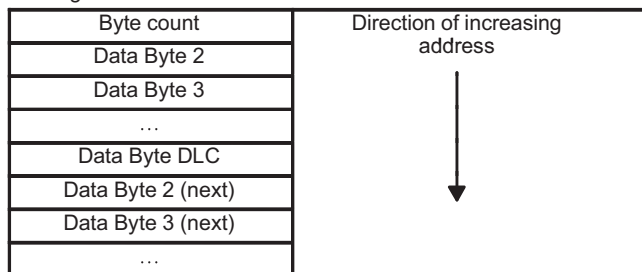 Byte count
Data Byte 2
Data Byte 3
...
Data Byte DLC
Data Byte 2 (next)
Data Byte 3 (next)
...
Direction of increasing
address